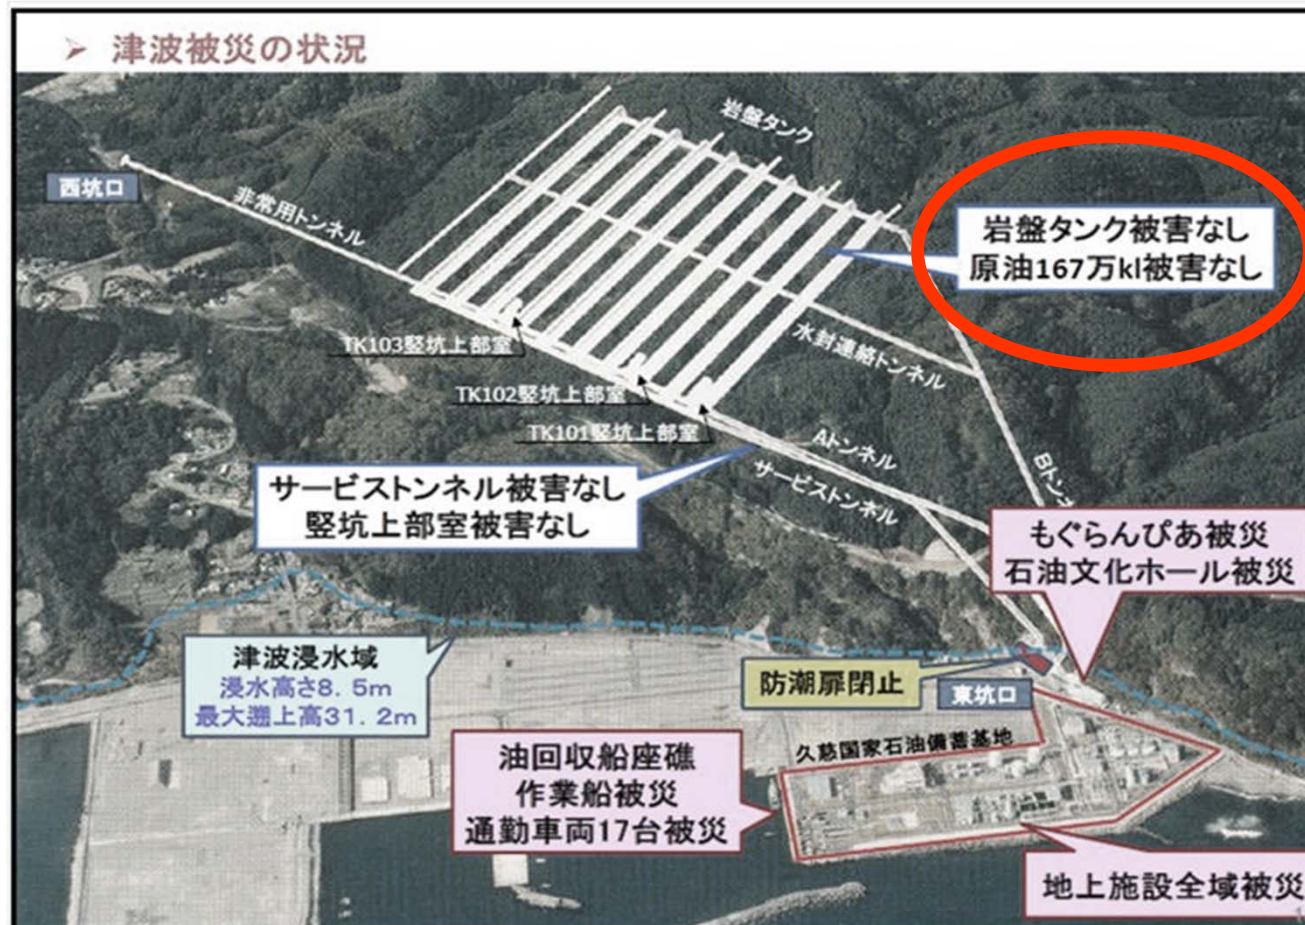 ➢ 津波被災の状況
岩盤タンク
西坑口
非常用トンネル
岩盤タンク被害なし
原油167万kl被害なし
TK103竪坑上部室
水封連絡トンネル
TK102竪坑上部室
TK101竪坑上部室
Aトンネル
サービストンネル
サービストンネル被害なし
竪坑上部室被害なし
もぐらんぴあ被災
石油文化ホール被災
津波浸水域
浸水高さ8．5m
最大遡上高31．2m
防潮扉閉止
東坑口
久慈国家石油備蓄基地
油回収船座礁
作業船被災
通勤車両17台被災
地上施設全域被災